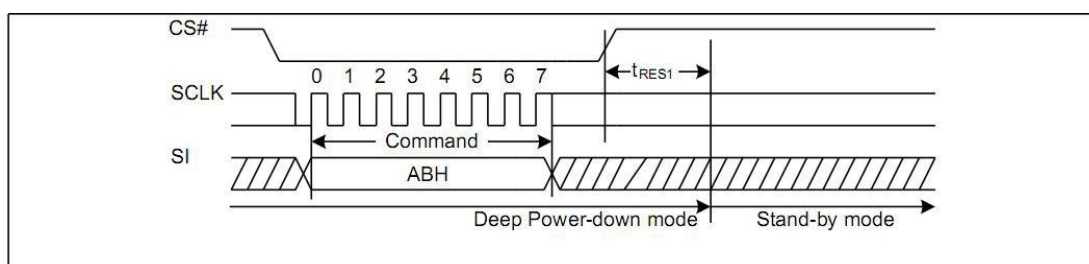 CS#
tRES1
0 1 2 3 4 5 6 7
SCLK
Command
SI
ABH
Deep Power-down mode Stand-by mode